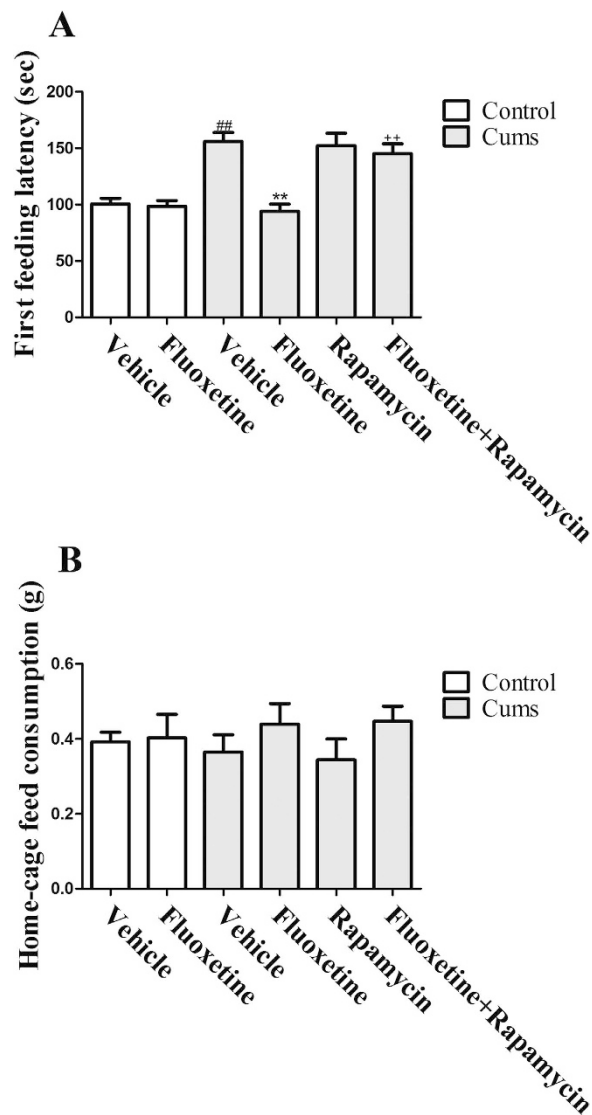 A
First feeding latency (sec)
200
150
100
50
0
##
**
++
Control
Cums
Vehicle
Fluoxetine
Vehicle
Fluoxetine
Rapamycin
Fluoxetine+Rapamycin
B
Home-cage feed consumption (g)
0.6
0.4
0.2
0.0
Control
Cums
Vehicle
Fluoxetine
Vehicle
Fluoxetine
Rapamycin
Fluoxetine+Rapamycin